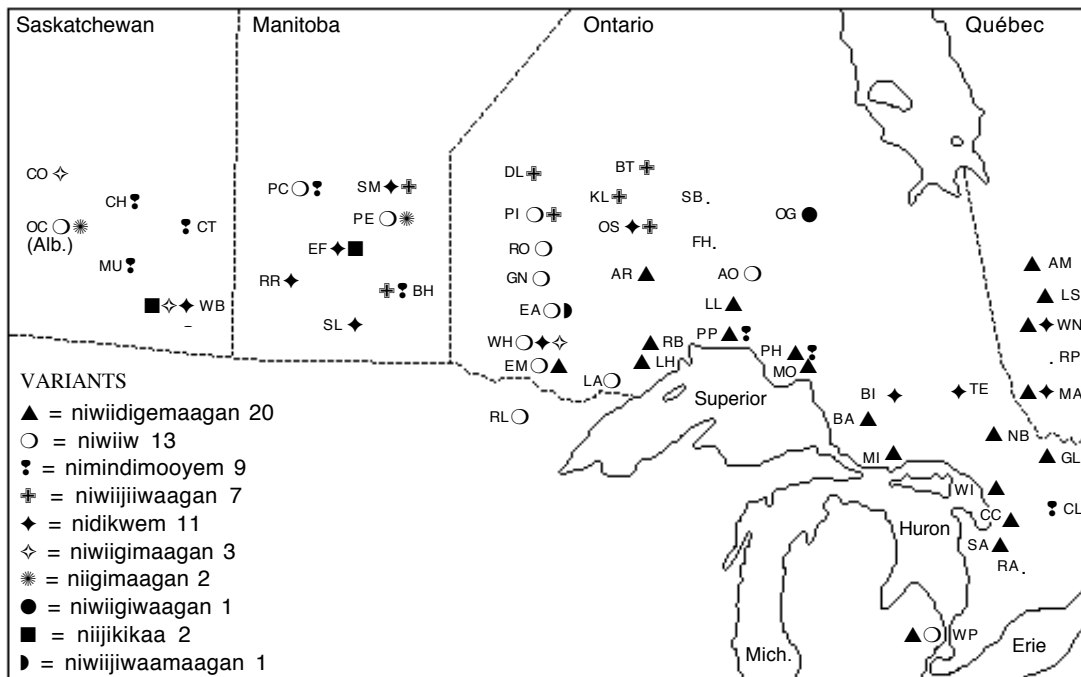 Saskatchewan Manitoba Ontario Québec
CO
DL
BT
PC
SM
CH
KL
SB
OC
(Alb.)
CT
PE
PI
OS
OG
FH
EF
RO
MU
RR
GN
AR
AO
AM
BH
LS
WB
EA
LL
SL
WN
PP
WH
RB
PH
RP
EM
LH
MO
LA
VARIANTS
Superior
BI
TE
MA
▲ = niwiidigemaagan 20
RL
BA
○ = niwiiw 13
NB
MI
GL
❢ = nimindimooyem 9
✙ = niwiijiiwaagan 7
WI
✦ = nidikwem 11
CC
CL
Huron
✧ = niwiigimaagan 3
SA
RA
✺ = niigimaagan 2
● = niwiigiwaagan 1
■ = niijikikaa 2
WP
Mich.
Erie
◗ = niwiijiwaamaagan 1